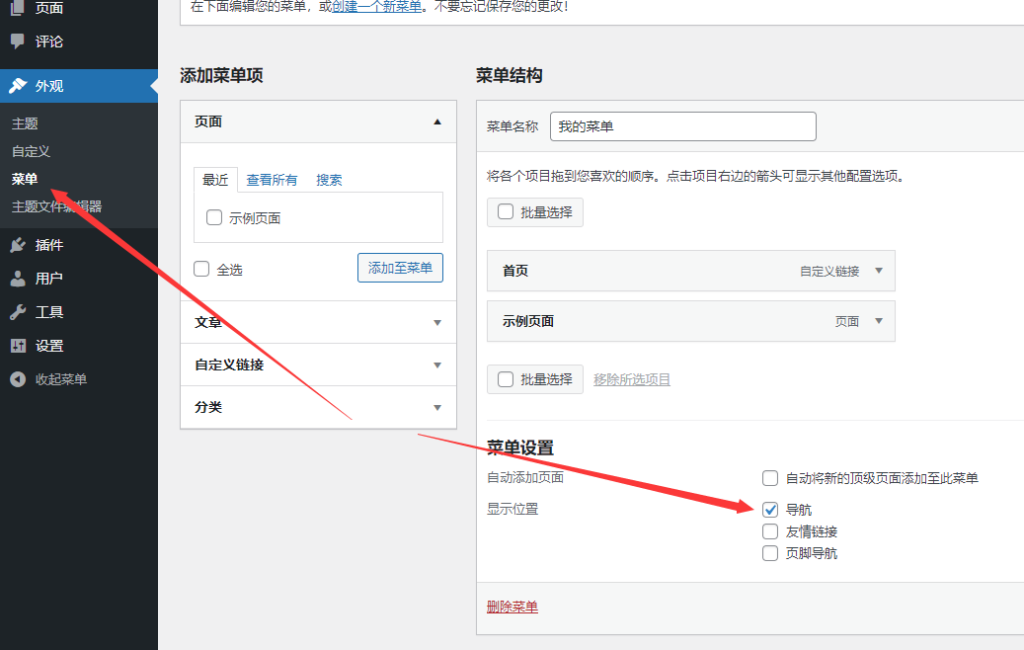 页面
评论
外观
主题
自定义
菜单
主题文件编辑器
插件
用户
工具
设置
收起菜单
在下面编辑您的菜单，或创建一个新菜单。不要忘记保存您的更改！
添加菜单项
页面
最近 查看所有 搜索
示例页面
全选 添加至菜单
文章
自定义链接
分类
菜单结构
菜单名称 我的菜单
将各个项目拖到您喜欢的顺序。点击项目右边的箭头可显示其他配置选项。
批量选择
首页 自定义链接
示例页面 页面
批量选择 移除所选项目
菜单设置
自动添加页面 自动将新的顶级页面添加至此菜单
显示位置 导航
友情链接
页脚导航
删除菜单